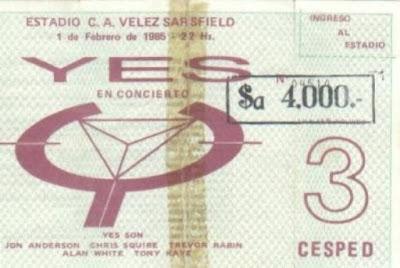 ESTADIO C. A. VELEZ SARSFIELD
1 de Febrero de 1985 - 22 Hs.
INGRESO
AL
ESTADIO
YES
EN CONCIERTO
$a 4.000.-
3
YES SON
JON ANDERSON CHRIS SQUIRE TREVOR RABIN
ALAN WHITE TONY KAYE
CESPED